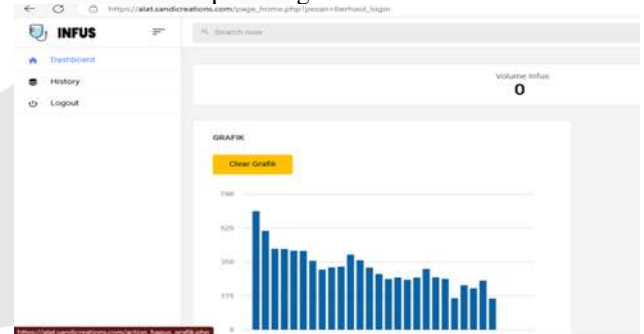 https://alat.sandicreations.com/page_home.php?pesan=berhasil_login
INFUS
Search now
Dashboard
History
Logout
Volume Infus
0
GRAFIK
Clear Grafik
700
525
350
175
0
https://alat.sandicreations.com/action_hapus_grafik.php